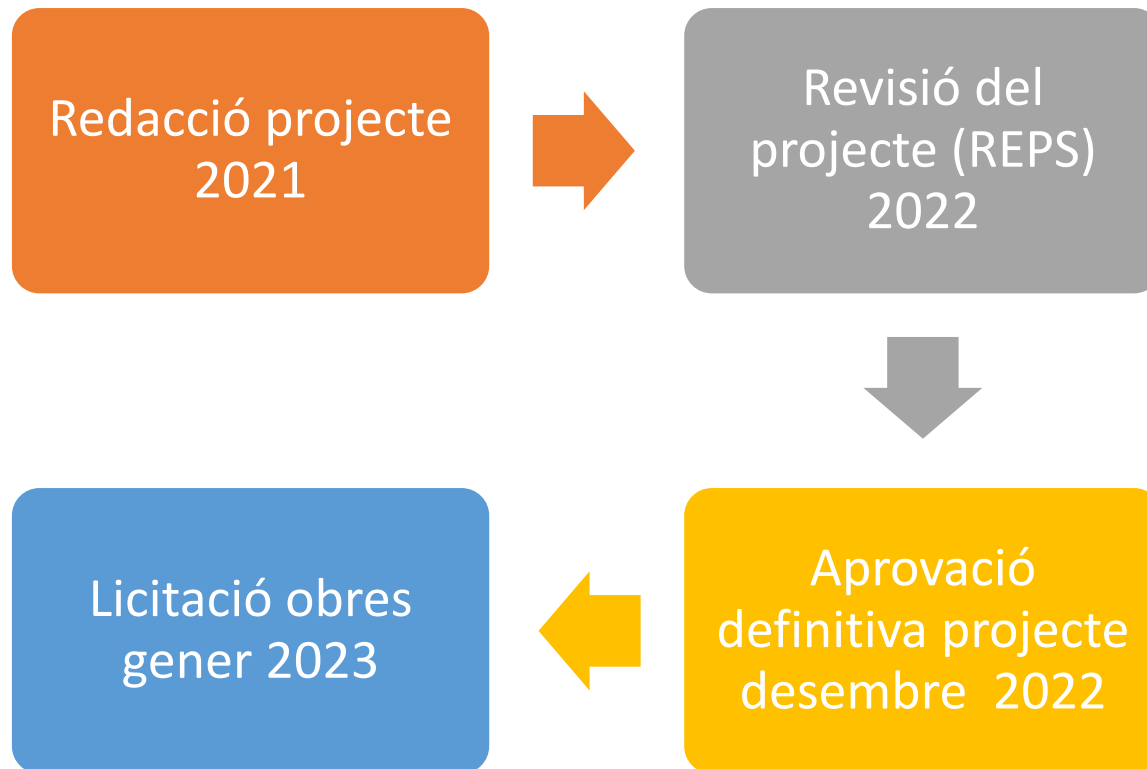 Redacció projecte
2021
Revisió del
projecte (REPS)
2022
Aprovació
definitiva projecte
desembre  2022
Licitació obres
gener 2023